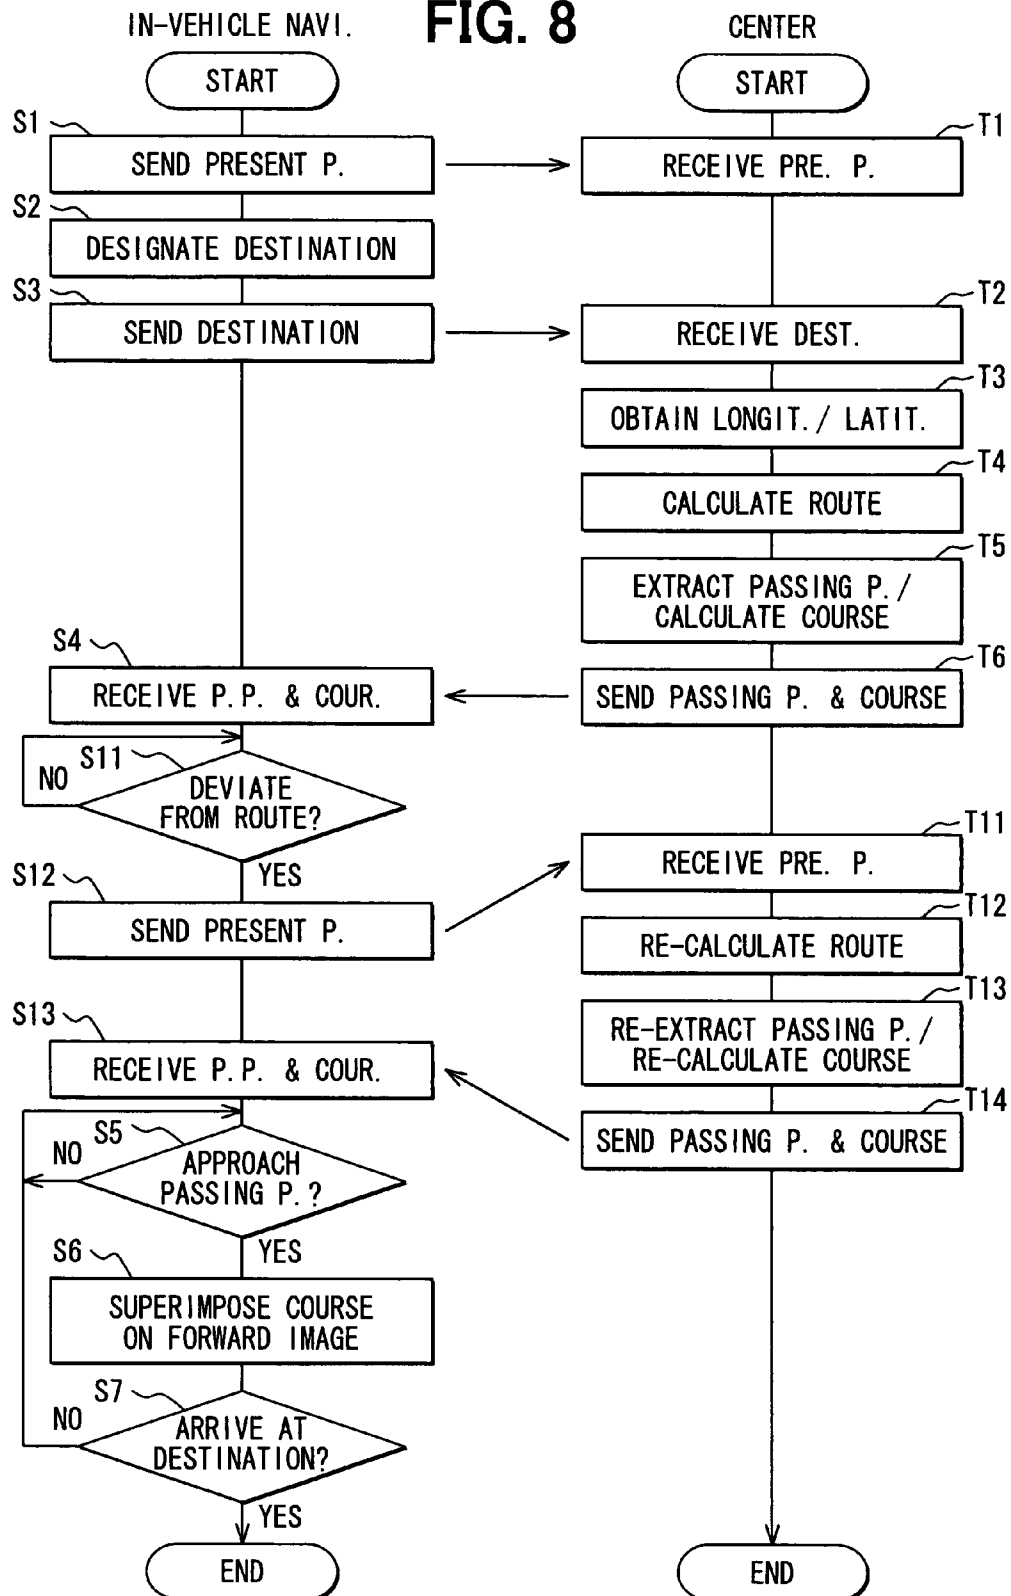 FIG. 8
IN-VEHICLE NAVI.
START
S1
SEND PRESENT P.
S2
DESIGNATE DESTINATION
S3
SEND DESTINATION
S4
RECEIVE P.P. & COUR.
S11
NO
DEVIATE
FROM ROUTE?
YES
S12
SEND PRESENT P.
S13
RECEIVE P.P. & COUR.
S5
NO
APPROACH
PASSING P.?
YES
S6
SUPERIMPOSE COURSE
ON FORWARD IMAGE
S7
NO
ARRIVE AT
DESTINATION?
YES
END
CENTER
START
T1
RECEIVE PRE. P.
T2
RECEIVE DEST.
T3
OBTAIN LONGIT./ LATIT.
T4
CALCULATE ROUTE
T5
EXTRACT PASSING P./
CALCULATE COURSE
T6
SEND PASSING P. & COURSE
T11
RECEIVE PRE. P.
T12
RE-CALCULATE ROUTE
T13
RE-EXTRACT PASSING P./
RE-CALCULATE COURSE
T14
SEND PASSING P. & COURSE
END